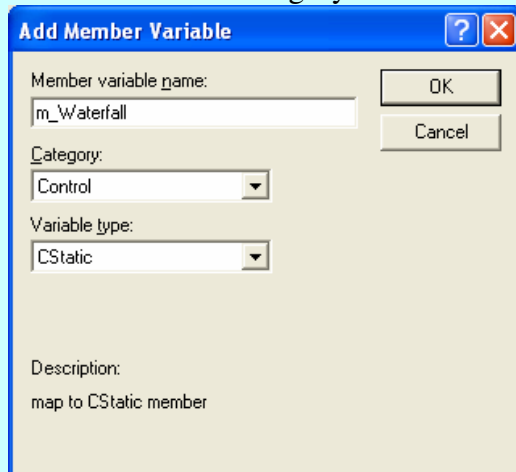 Add Member Variable
Member variable name:
m_Waterfall
OK
Cancel
Category:
Control
Variable type:
CStatic
Description:
map to CStatic member